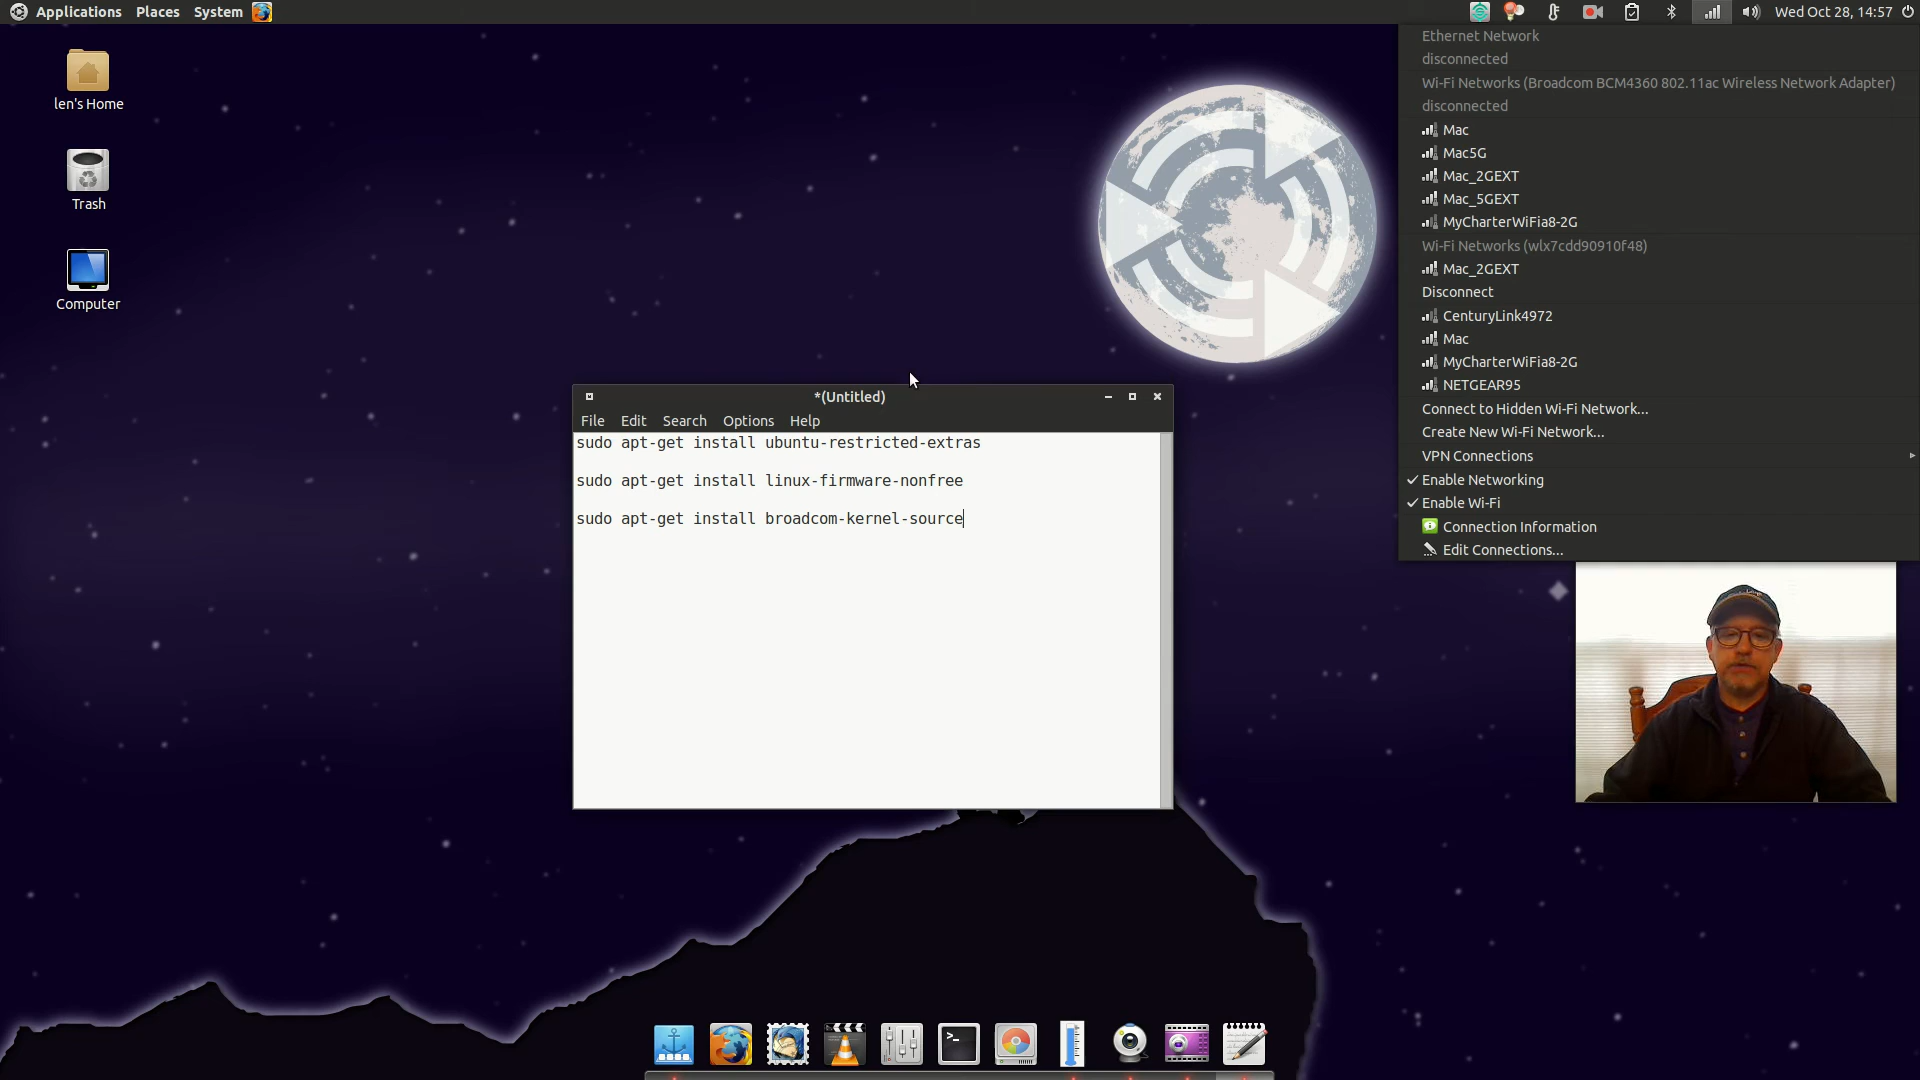 Applications Places System
Wed Oct 28, 14:57
len's Home
Trash
Computer
*(Untitled)
File Edit Search Options Help
sudo apt-get install ubuntu-restricted-extras
sudo apt-get install linux-firmware-nonfree
sudo apt-get install broadcom-kernel-source
Ethernet Network
disconnected
Wi-Fi Networks (Broadcom BCM4360 802.11ac Wireless Network Adapter)
disconnected
Mac
Mac5G
Mac_2GEXT
Mac_5GEXT
MyCharterWiFia8-2G
Wi-Fi Networks (wlx7cdd90910f48)
Mac_2GEXT
Disconnect
CenturyLink4972
Mac
MyCharterWiFia8-2G
NETGEAR95
Connect to Hidden Wi-Fi Network...
Create New Wi-Fi Network...
VPN Connections
Enable Networking
Enable Wi-Fi
Connection Information
Edit Connections...